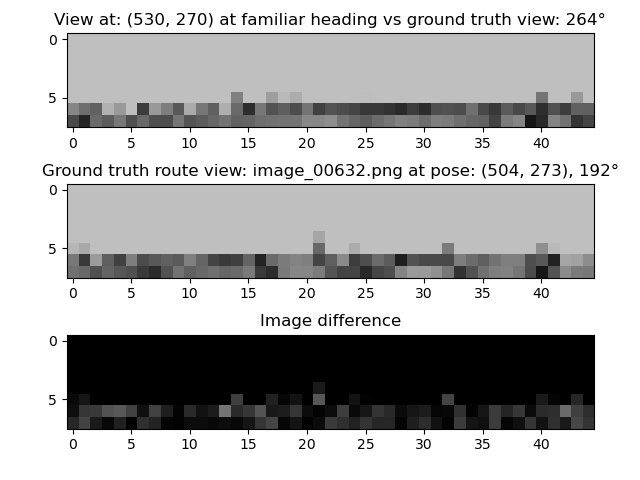 View at: (530, 270) at familiar heading vs ground truth view: 264°
0
5
0 5 10 15 20 25 30 35 40
Ground truth route view: image_00632.png at pose: (504, 273), 192°
0
5
0 5 10 15 20 25 30 35 40
Image difference
0
5
0 5 10 15 20 25 30 35 40